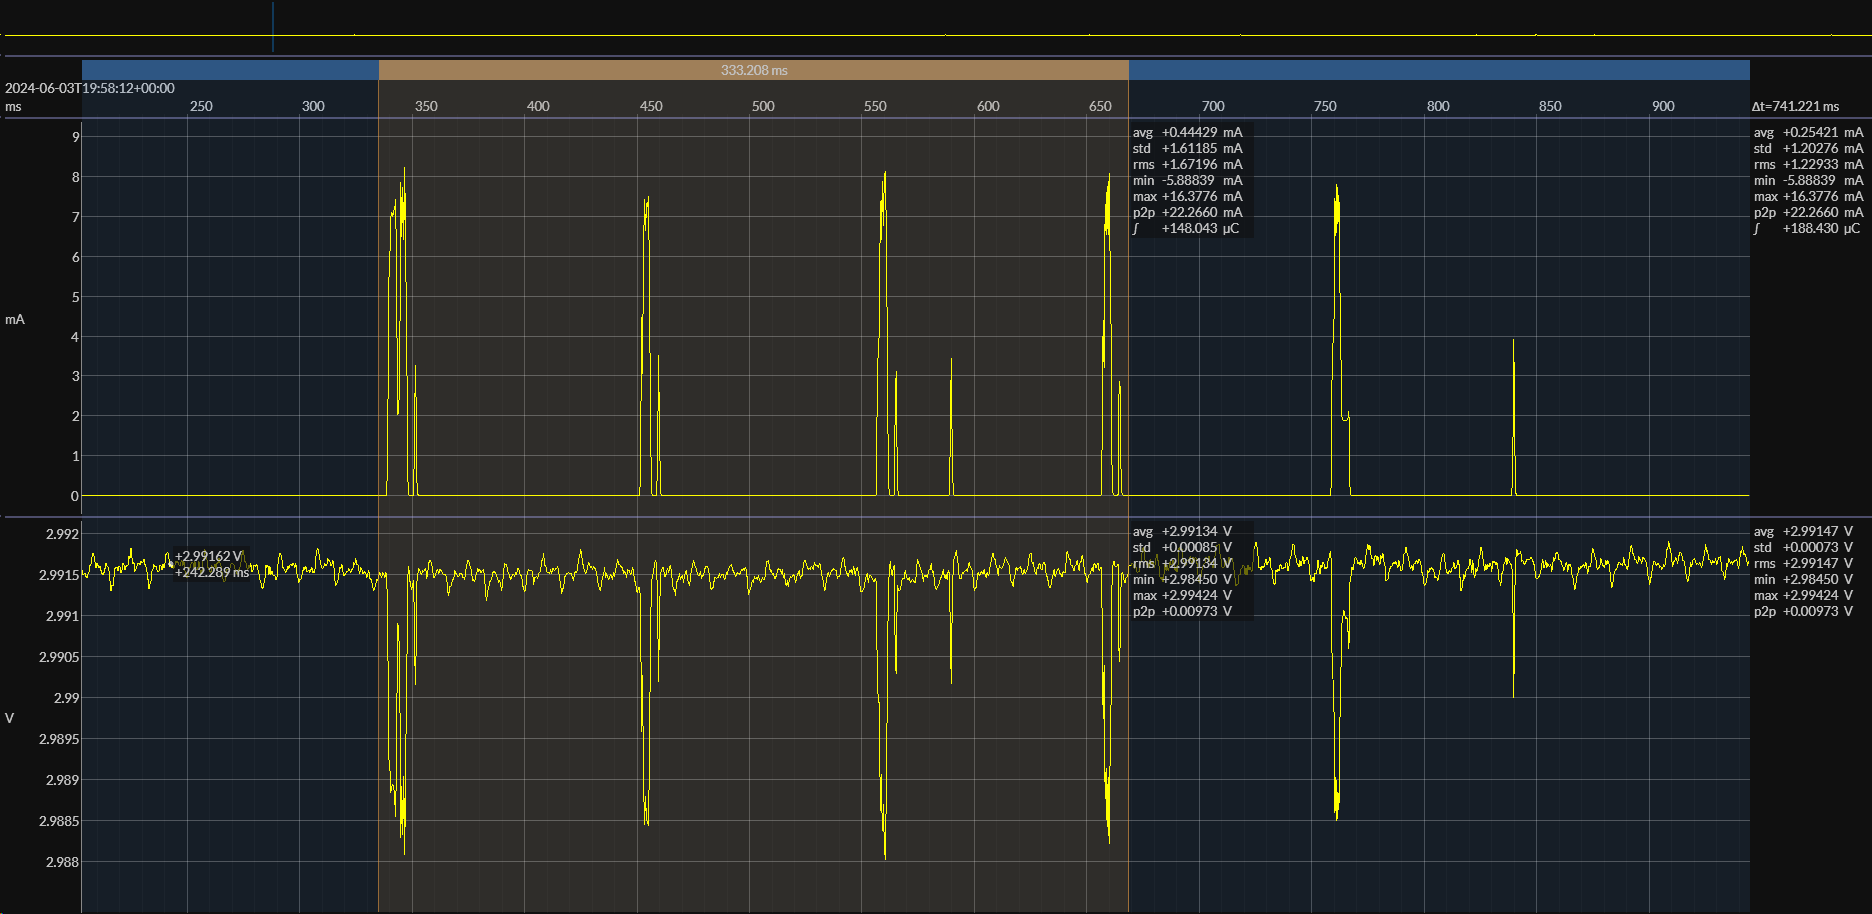 333.208 ms
2024-06-03T19:58:12+00:00
ms 250 300 350 400 450 500 550 600 650 700 750 800 850 900 Δt=741.221 ms
9
8
7
6
5
4
3
2
1
0
mA
avg +0.44429 mA
std +1.61185 mA
rms +1.67196 mA
min -5.88839 mA
max +16.3776 mA
p2p +22.2660 mA
∫ +148.043 µC
avg +0.25421 mA
std +1.20276 mA
rms +1.22933 mA
min -5.88839 mA
max +16.3776 mA
p2p +22.2660 mA
∫ +188.430 µC
2.992
2.9915
2.991
2.9905
2.99
2.9895
2.989
2.9885
2.988
V
+2.99162 V
+242.289 ms
avg +2.99134 V
std +0.00085 V
rms +2.99134 V
min +2.98450 V
max +2.99424 V
p2p +0.00973 V
avg +2.99147 V
std +0.00073 V
rms +2.99147 V
min +2.98450 V
max +2.99424 V
p2p +0.00973 V